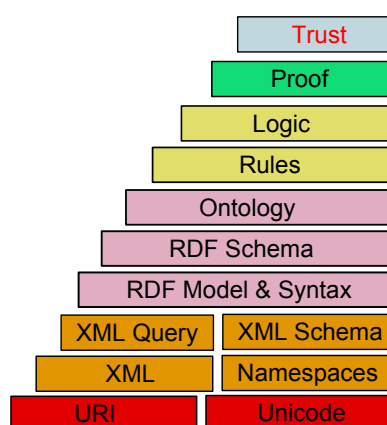 Trust
Proof
Logic
Rules
Ontology
RDF Schema
RDF Model & Syntax
XML Query XML Schema
XML Namespaces
URI Unicode